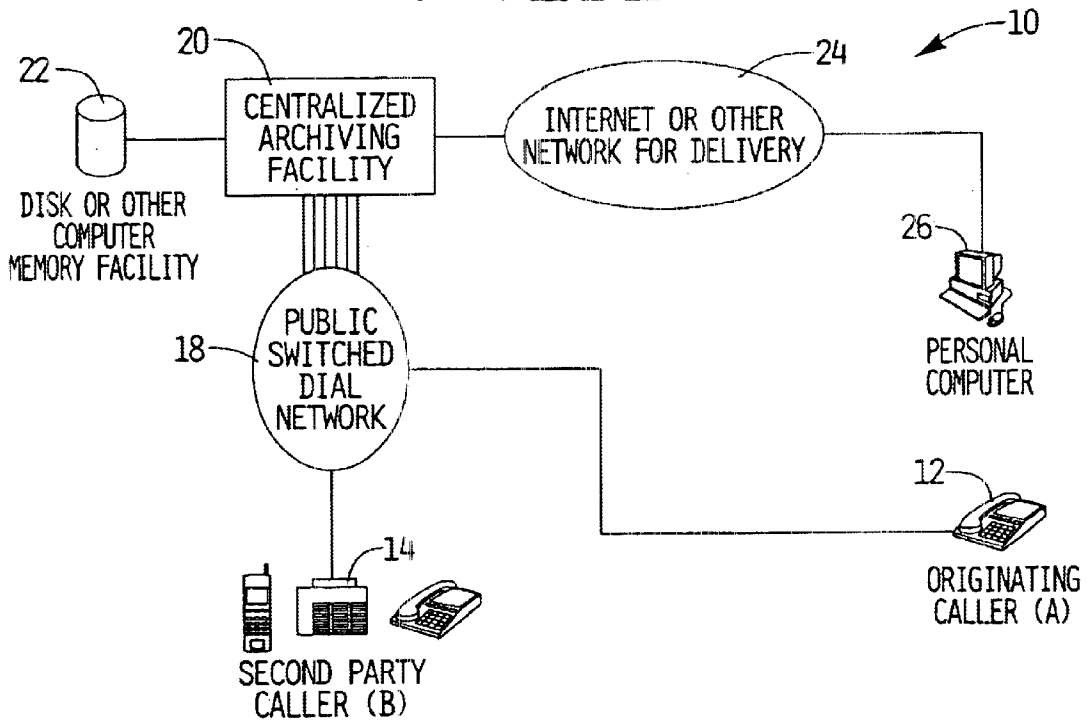 10
20
22
24
CENTRALIZED
ARCHIVING
FACILITY
INTERNET OR OTHER
NETWORK FOR DELIVERY
DISK OR OTHER
COMPUTER
MEMORY FACILITY
26
18
PUBLIC
SWITCHED
DIAL
NETWORK
PERSONAL
COMPUTER
12
14
ORIGINATING
CALLER (A)
SECOND PARTY
CALLER (B)